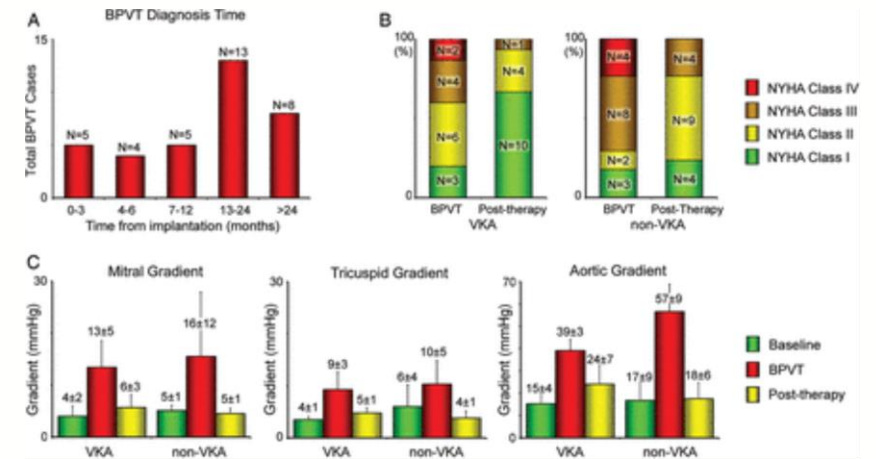 A
BPVT Diagnosis Time
15
Total BPVT Cases
0
N=5
N=4
N=5
N=13
N=8
0-3 4-6 7-12 13-24 >24
Time from implantation (months)
B
100
(%)
0
N=2
N=4
N=6
N=3
N=1
N=4
N=10
BPVT Post-therapy
VKA
100
(%)
0
N=4
N=8
N=2
N=3
N=4
N=9
N=4
BPVT Post-Therapy
non-VKA
NYHA Class IV
NYHA Class III
NYHA Class II
NYHA Class I
C
Mitral Gradient
30
Gradient (mmHg)
0
4±2
13±5
6±3
5±1
16±12
5±1
VKA non-VKA
Tricuspid Gradient
30
Gradient (mmHg)
0
4±1
9±3
5±1
6±4
10±5
4±1
VKA non-VKA
Aortic Gradient
70
Gradient (mmHg)
0
15±4
39±3
24±7
17±9
57±9
18±6
VKA non-VKA
Baseline
BPVT
Post-therapy